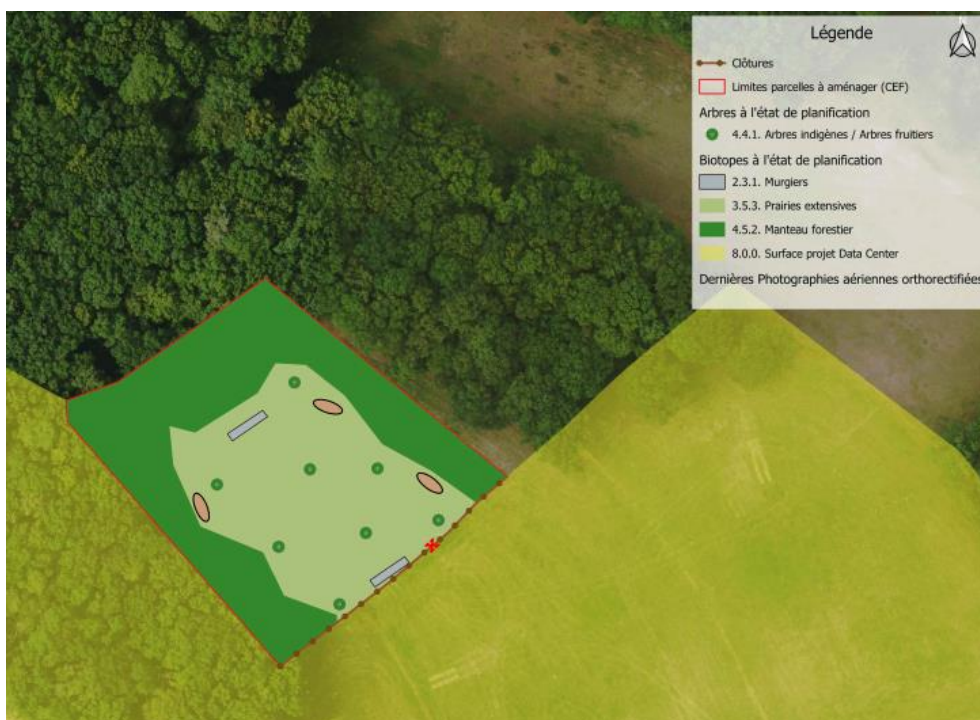 Légende
Clôtures
Limites parcelles à aménager (CEF)
Arbres à l'état de planification
4.4.1. Arbres indigènes / Arbres fruitiers
Biotopes à l'état de planification
2.3.1. Murgiers
3.5.3. Prairies extensives
4.5.2. Manteau forestier
8.0.0. Surface projet Data Center
Dernières Photographies aériennes orthorectifiées